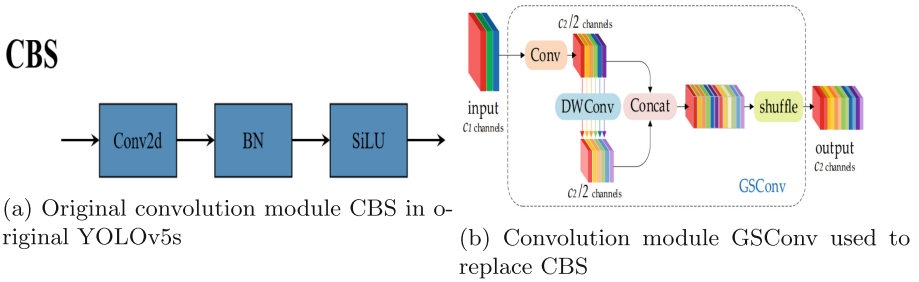 CBS
Conv2d
BN
SiLU
(a) Original convolution module CBS in o-
riginal YOLOv5s
c2/2 channels
Conv
input
c1 channels
DWConv
Concat
shuffle
output
c2 channels
c2/2 channels
GSConv
(b) Convolution module GSConv used to
replace CBS